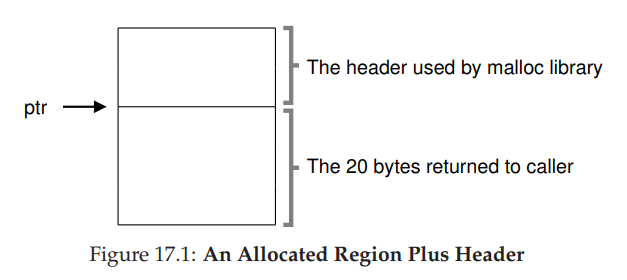 The header used by malloc library
ptr
The 20 bytes returned to caller
Figure 17.1: An Allocated Region Plus Header